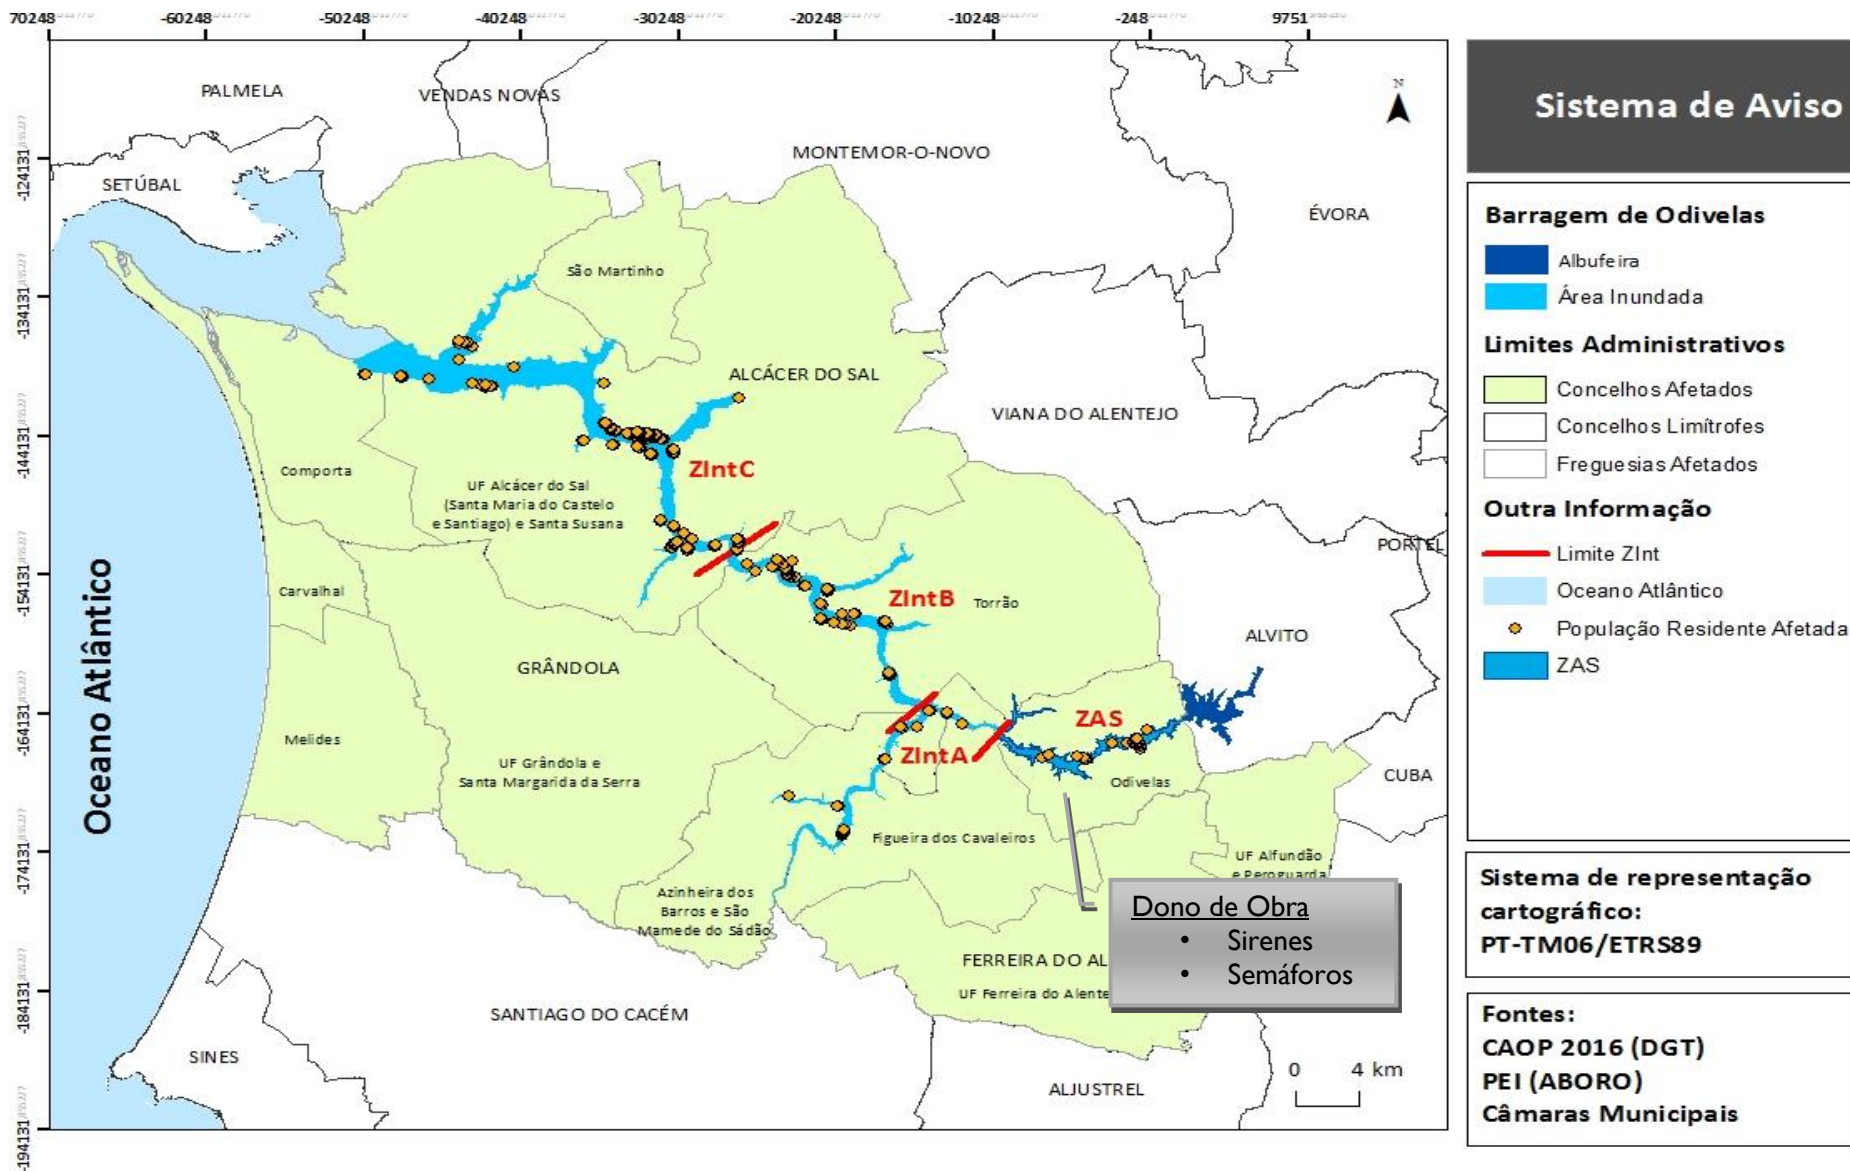 70248
-60248
-50248
-40248
-30248
-20248
-10248
-248
9751
-124131
-134131
-144131
-154131
-164131
-174131
-184131
-194131
PALMELA
VENDAS NOVAS
MONTEMOR-O-NOVO
N
SETÚBAL
ÉVORA
São Martinho
ALCÁCER DO SAL
VIANA DO ALENTEJO
Comporta
ZIntC
UF Alcácer do Sal
(Santa Maria do Castelo
e Santiago) e Santa Susana
PORTEL
Carvalhal
ZIntB
Torrão
ALVITO
Oceano Atlântico
GRÂNDOLA
ZAS
Melides
ZIntA
UF Grândola e
Santa Margarida da Serra
Odivelas
CUBA
Figueira dos Cavaleiros
UF Alfundão
e Peroguarda
Azinheira dos
Barros e São
Mamede do Sádão
Dono de Obra
• Sirenes
• Semáforos
FERREIRA DO AL
UF Ferreira do Alente
SANTIAGO DO CACÉM
SINES
ALJUSTREL
0 4 km
Sistema de Aviso
Barragem de Odivelas
Albufeira
Área Inundada
Limites Administrativos
Concelhos Afetados
Concelhos Limítrofes
Freguesias Afetados
Outra Informação
Limite ZInt
Oceano Atlântico
População Residente Afetada
ZAS
Sistema de representação
cartográfico:
PT-TM06/ETRS89
Fontes:
CAOP 2016 (DGT)
PEI (ABORO)
Câmaras Municipais